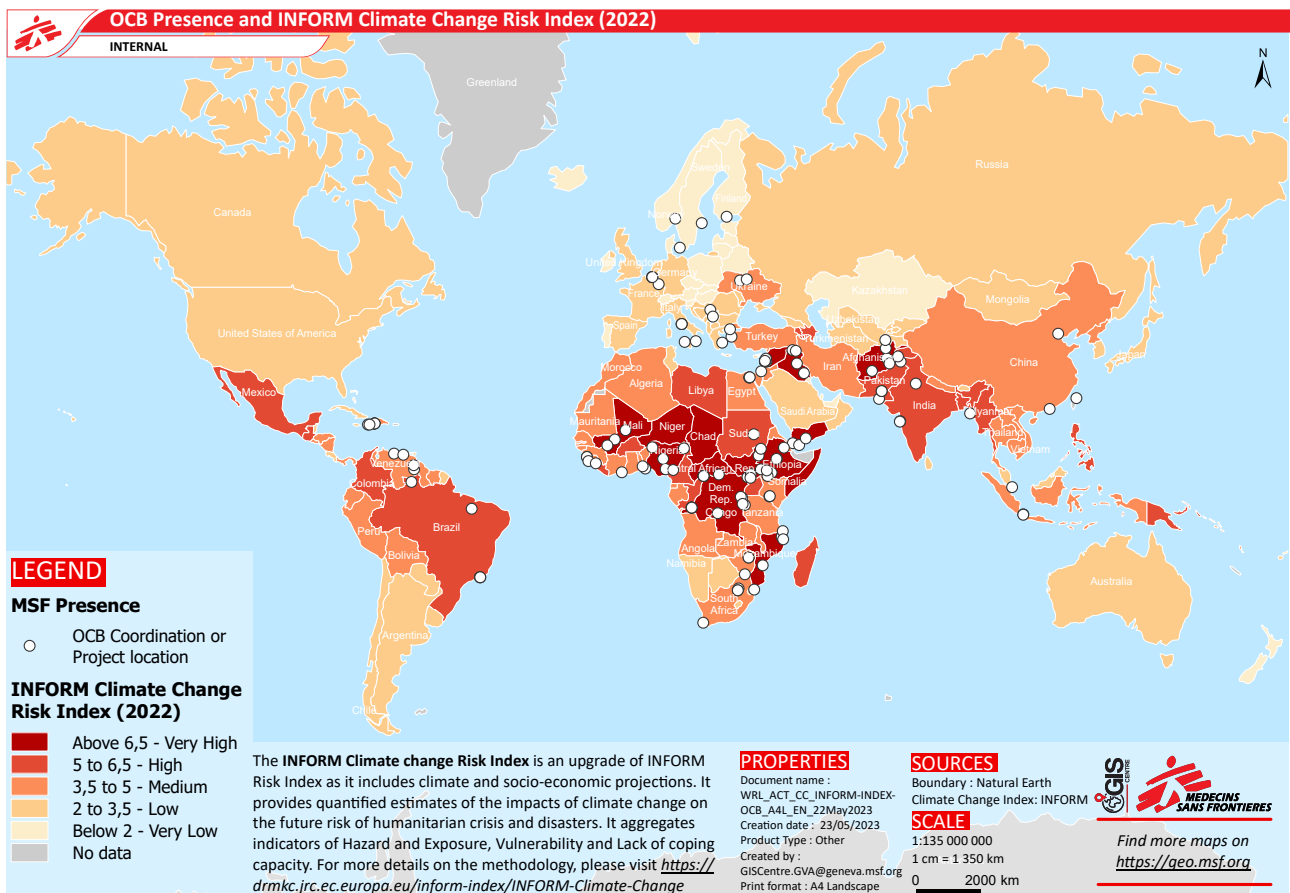 OCB Presence and INFORM Climate Change Risk Index (2022)
INTERNAL
N
Greenland
Russia
Canada
Sweden
Finland
Norway
United Kingdom
Germany
Ukraine
Kazakhstan
Mongolia
France
Italy
Uzbekistan
United States of America
Spain
Turkmenistan
Japan
Turkey
China
Morocco
Afghanistan
Iran
Algeria
Libya
Egypt
Pakistan
Mexico
Saudi Arabia
India
Myanmar
Mauritania
Mali
Niger
Chad
Sudan
Thailand
Vietnam
Nigeria
Venezuela
Central African Rep.
Ethiopia
Colombia
Somalia
Dem.
Rep.
Congo
Tanzania
Brazil
Peru
Angola
Zambia
Mozambique
Bolivia
Namibia
Australia
South
Africa
Argentina
Chile
LEGEND
MSF Presence
OCB Coordination or
Project location
INFORM Climate Change
Risk Index (2022)
Above 6,5 - Very High
5 to 6,5 - High
3,5 to 5 - Medium
2 to 3,5 - Low
Below 2 - Very Low
No data
The INFORM Climate change Risk Index is an upgrade of INFORM
Risk Index as it includes climate and socio-economic projections. It
provides quantified estimates of the impacts of climate change on
the future risk of humanitarian crisis and disasters. It aggregates
indicators of Hazard and Exposure, Vulnerability and Lack of coping
capacity. For more details on the methodology, please visit https://
drmkc.jrc.ec.europa.eu/inform-index/INFORM-Climate-Change
PROPERTIES
Document name :
WRL_ACT_CC_INFORM-INDEX-
OCB_A4L_EN_22May2023
Creation date : 23/05/2023
Product Type : Other
Created by :
GISCentre.GVA@geneva.msf.org
Print format : A4 Landscape
SOURCES
Boundary : Natural Earth
Climate Change Index: INFORM
SCALE
1:135 000 000
1 cm = 1 350 km
0 2000 km
GIS
CENTRE
MEDECINS
SANS FRONTIERES
Find more maps on
https://geo.msf.org